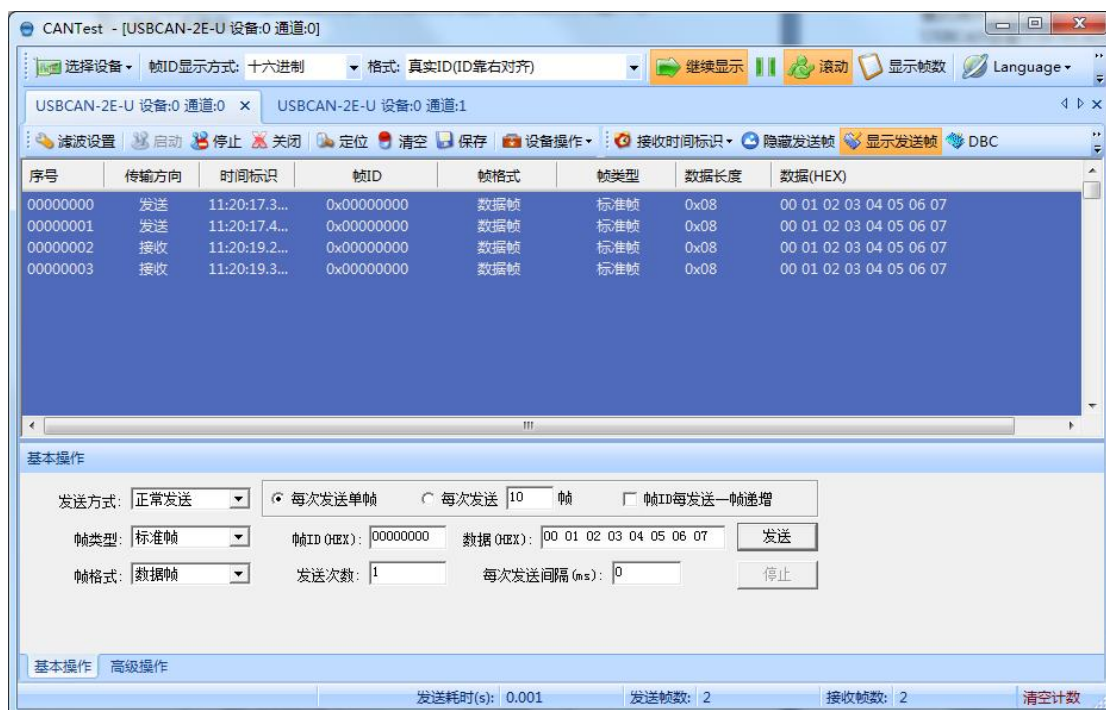 CANTest - [USBCAN-2E-U 设备:0 通道:0]
选择设备 帧ID显示方式: 十六进制 格式: 真实ID(ID靠右对齐) 继续显示 滚动 显示帧数 Language
USBCAN-2E-U 设备:0 通道:0 × USBCAN-2E-U 设备:0 通道:1
滤波设置 启动 停止 关闭 定位 清空 保存 设备操作 接收时间标识 隐藏发送帧 显示发送帧 DBC
序号 传输方向 时间标识 帧ID 帧格式 帧类型 数据长度 数据(HEX)
00000000 发送 11:20:17.3... 0x00000000 数据帧 标准帧 0x08 00 01 02 03 04 05 06 07
00000001 发送 11:20:17.4... 0x00000000 数据帧 标准帧 0x08 00 01 02 03 04 05 06 07
00000002 接收 11:20:19.2... 0x00000000 数据帧 标准帧 0x08 00 01 02 03 04 05 06 07
00000003 接收 11:20:19.3... 0x00000000 数据帧 标准帧 0x08 00 01 02 03 04 05 06 07
基本操作
发送方式: 正常发送 每次发送单帧 每次发送 10 帧 帧ID每发送一帧递增
帧类型: 标准帧 帧ID(HEX): 00000000 数据(HEX): 00 01 02 03 04 05 06 07 发送
帧格式: 数据帧 发送次数: 1 每次发送间隔(ms): 0 停止
基本操作 高级操作
发送耗时(s): 0.001 发送帧数: 2 接收帧数: 2 清空计数